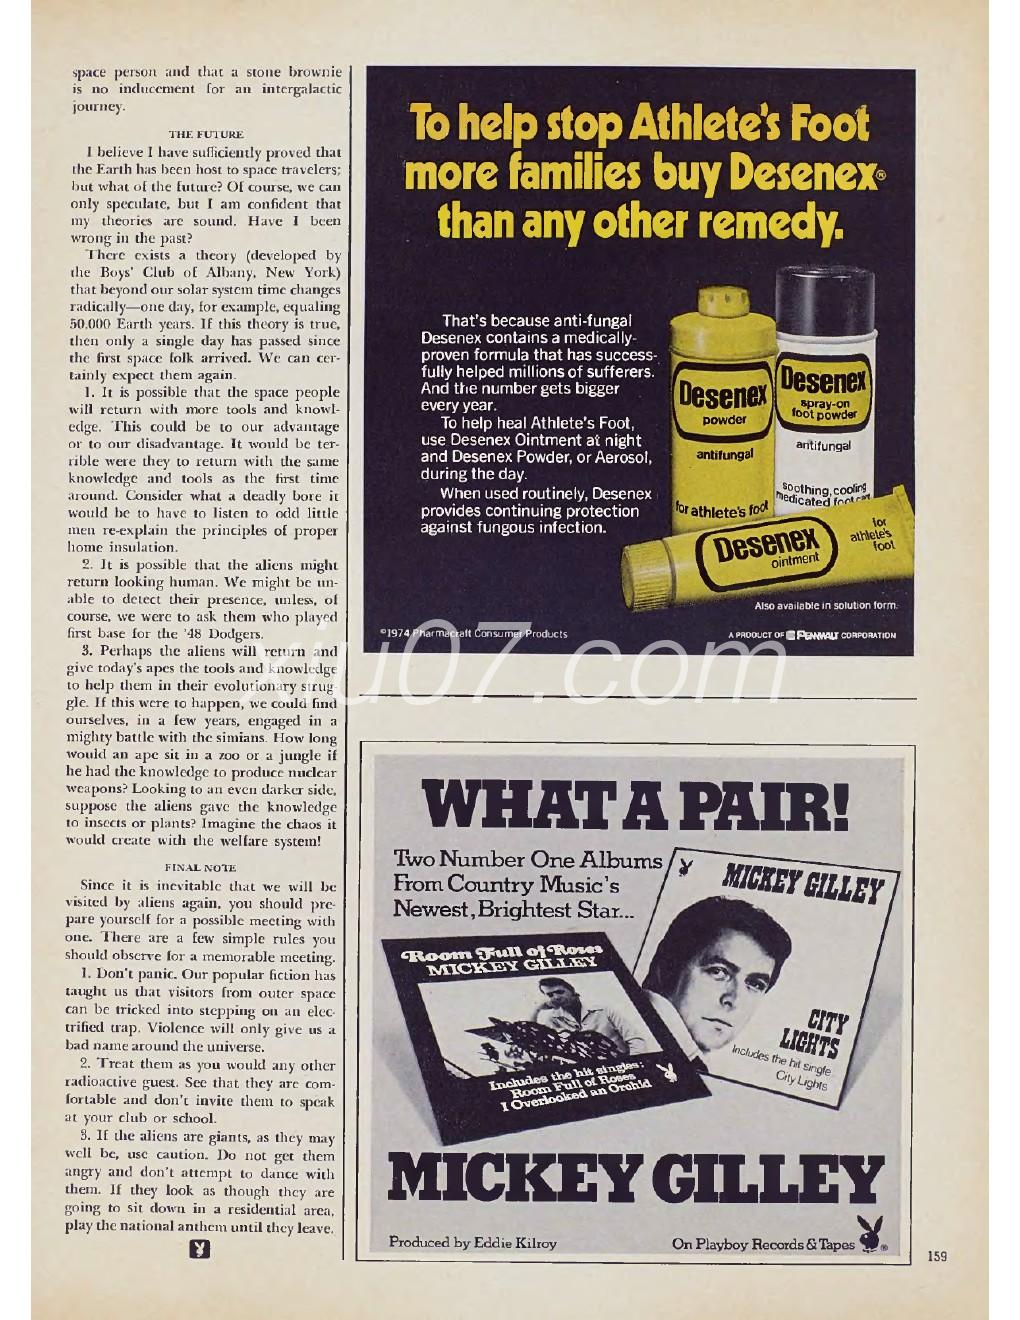 space person and that a stone brownie
is no inducement for an intergalactic
journey.
THE FUTURE
I believe I have sufficiently proved that
the Earth has been host to space travelers;
but what of the future? Of course, we can
only speculate, but I am confident that
my theories are sound. Have I been
wrong in the past?
There exists a theory (developed by
the Boys' Club of Albany, New York)
that beyond our solar system time changes
radically—one day, for example, equaling
50,000 Earth years. If this theory is true,
then only a single day has passed since
the first space folk arrived. We can cer-
tainly expect them again.
1. It is possible that the space people
will return with more tools and knowl-
edge. This could be to our advantage
or to our disadvantage. It would be ter-
rible were they to return with the same
knowledge and tools as the first time
around. Consider what a deadly bore it
would be to have to listen to odd little
men re-explain the principles of proper
home insulation.
2. It is possible that the aliens might
return looking human. We might be un-
able to detect their presence, unless, of
course, we were to ask them who played
first base for the '48 Dodgers.
3. Perhaps the aliens will return and
give today's apes the tools and knowledge
to help them in their evolutionary strug-
gle. If this were to happen, we could find
ourselves, in a few years, engaged in a
mighty battle with the simians. How long
would an ape sit in a zoo or a jungle if
he had the knowledge to produce nuclear
weapons? Looking to an even darker side,
suppose the aliens gave the knowledge
to insects or plants? Imagine the chaos it
would create with the welfare system!
FINAL NOTE
Since it is inevitable that we will be
visited by aliens again, you should pre-
pare yourself for a possible meeting with
one. There are a few simple rules you
should observe for a memorable meeting.
1. Don't panic. Our popular fiction has
taught us that visitors from outer space
can be tricked into stepping on an elec-
trified trap. Violence will only give us a
bad name around the universe.
2. Treat them as you would any other
radioactive guest. See that they are com-
fortable and don't invite them to speak
at your club or school.
3. If the aliens are giants, as they may
well be, use caution. Do not get them
angry and don't attempt to dance with
them. If they look as though they are
going to sit down in a residential area,
play the national anthem until they leave.
To help stop Athlete's Foot
more families buy Desenex®
than any other remedy.
That's because anti-fungal
Desenex contains a medically-
proven formula that has success-
fully helped millions of sufferers.
And the number gets bigger
every year.
To help heal Athlete's Foot,
use Desenex Ointment at night
and Desenex Powder, or Aerosol,
during the day.
When used routinely, Desenex
provides continuing protection
against fungous infection.
Desenex
powder
antifungal
for athlete's foot
Desenex
spray-on
foot powder
antifungal
soothing, cooling
medicated foot
Desenex
ointment
for
athlete's
foot
Also available in solution form.
©1974 Pharmacraft Consumer Products
A PRODUCT OF PENNWALT CORPORATION
xiu07.com
WHAT A PAIR!
Two Number One Albums
From Country Music's
Newest, Brightest Star...
Room Full of Roses
MICKEY GILLEY
Includes the hit singles:
Room Full of Roses
I Overlooked an Orchid
MICKEY GILLEY
CITY
LIGHTS
Includes the hit single
City Lights
MICKEY GILLEY
Produced by Eddie Kilroy
On Playboy Records & Tapes ®
159